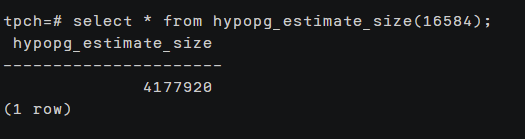 tpch=# select * from hypopg_estimate_size(16584);
 hypopg_estimate_size
----------------------
              4177920
(1 row)